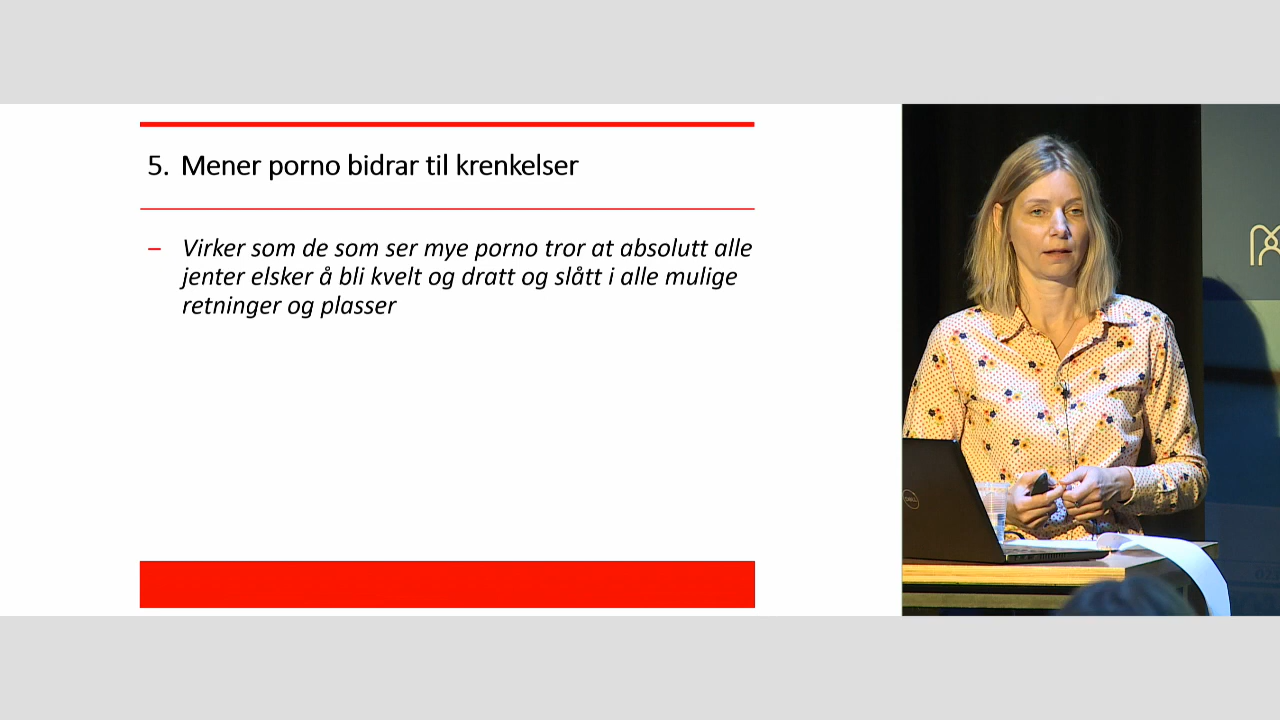 5. Mener porno bidrar til krenkelser
– Virker som de som ser mye porno tror at absolutt alle
jenter elsker å bli kvelt og dratt og slått i alle mulige
retninger og plasser
DELL